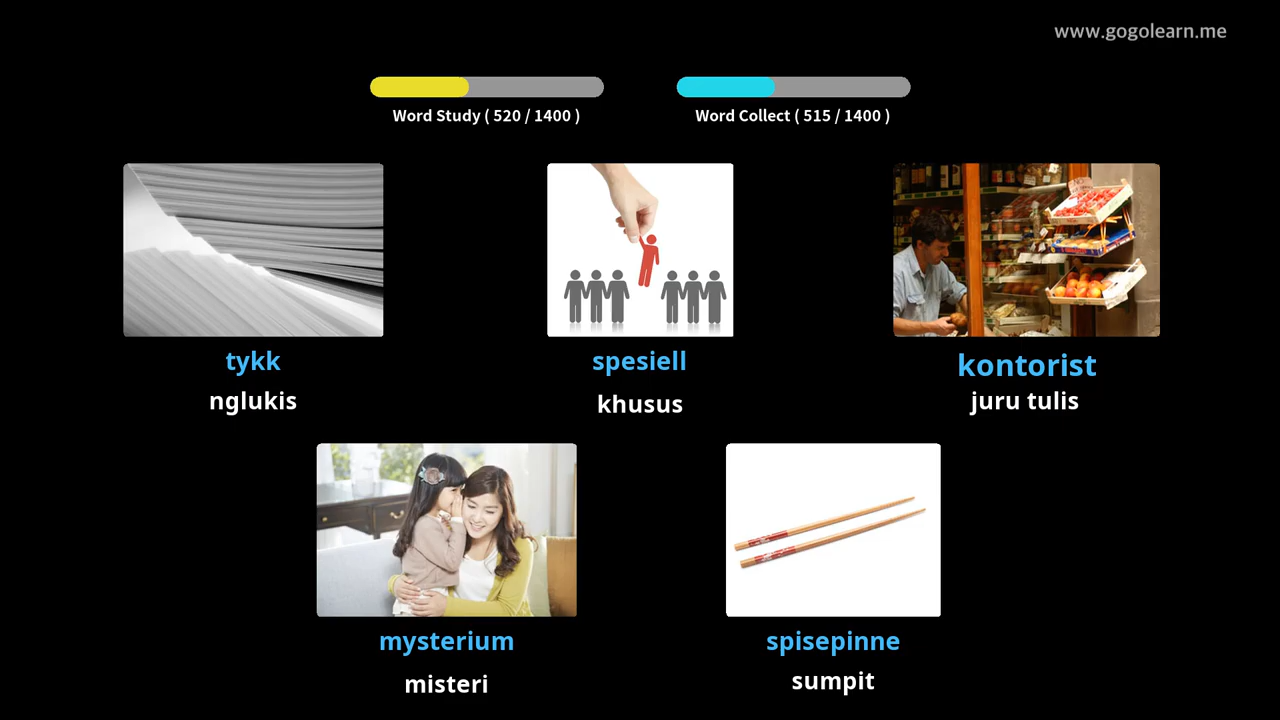 www.gogolearn.me
Word Study ( 520 / 1400 )
Word Collect ( 515 / 1400 )
tykk
spesiell
kontorist
nglukis
khusus
juru tulis
mysterium
spisepinne
misteri
sumpit